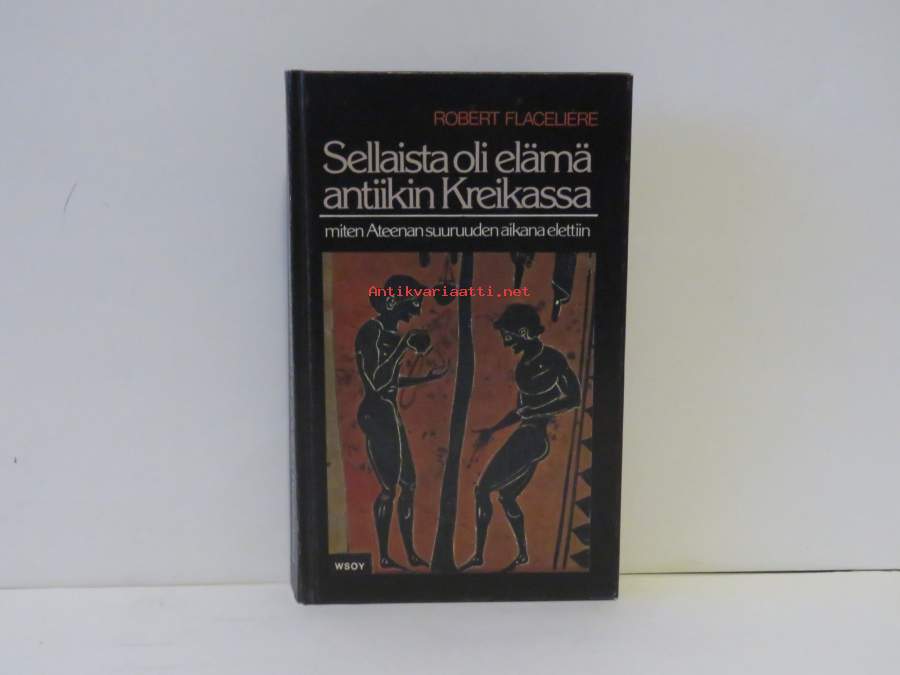 ROBERT FLACELIERE
Sellaista oli elämä
antiikin Kreikassa
miten Ateenan suuruuden aikana elettiin
Antikvariaatti.net
WSOY